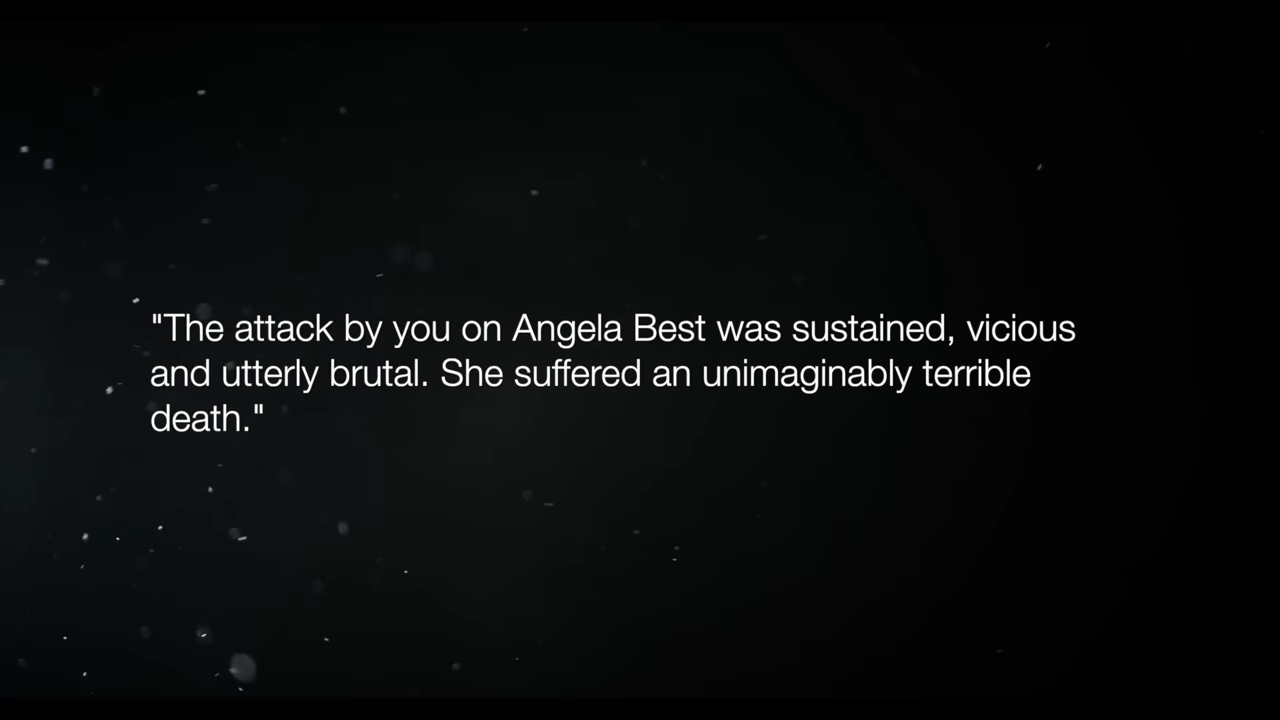 "The attack by you on Angela Best was sustained, vicious
and utterly brutal. She suffered an unimaginably terrible
death."